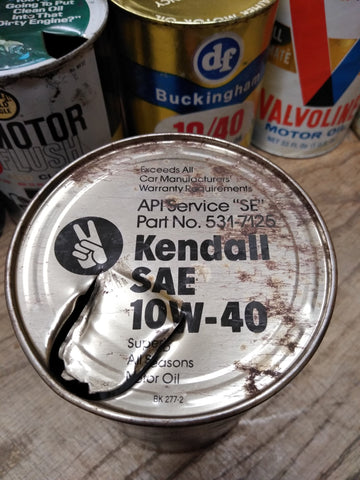 Going To Put
Clean Oil
Into That
Dirty Engine?"
MOTOR
FLUSH
df
Buckingham
10/40
VALVOLINE
MOTOR OIL
Exceeds All
Car Manufacturers'
Warranty Requirements
API Service "SE"
Part No. 531-7125
Kendall
SAE
10W-40
Superb
All Seasons
Motor Oil
BK 277-2